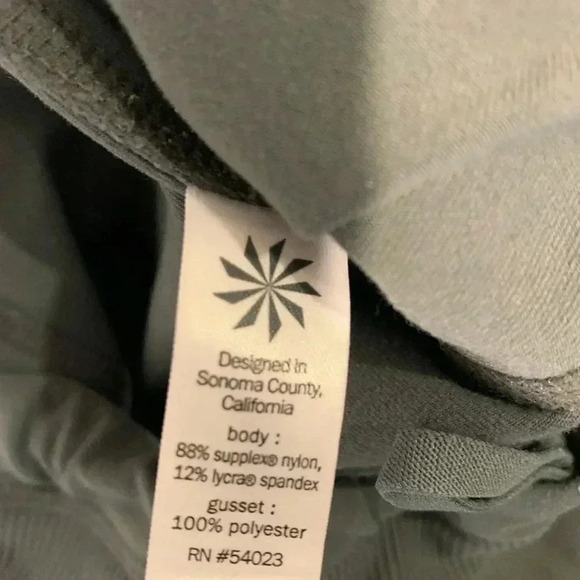 Designed in
Sonoma County,
California
body :
88% supplex® nylon,
12% lycra® spandex
gusset :
100% polyester
RN #54023